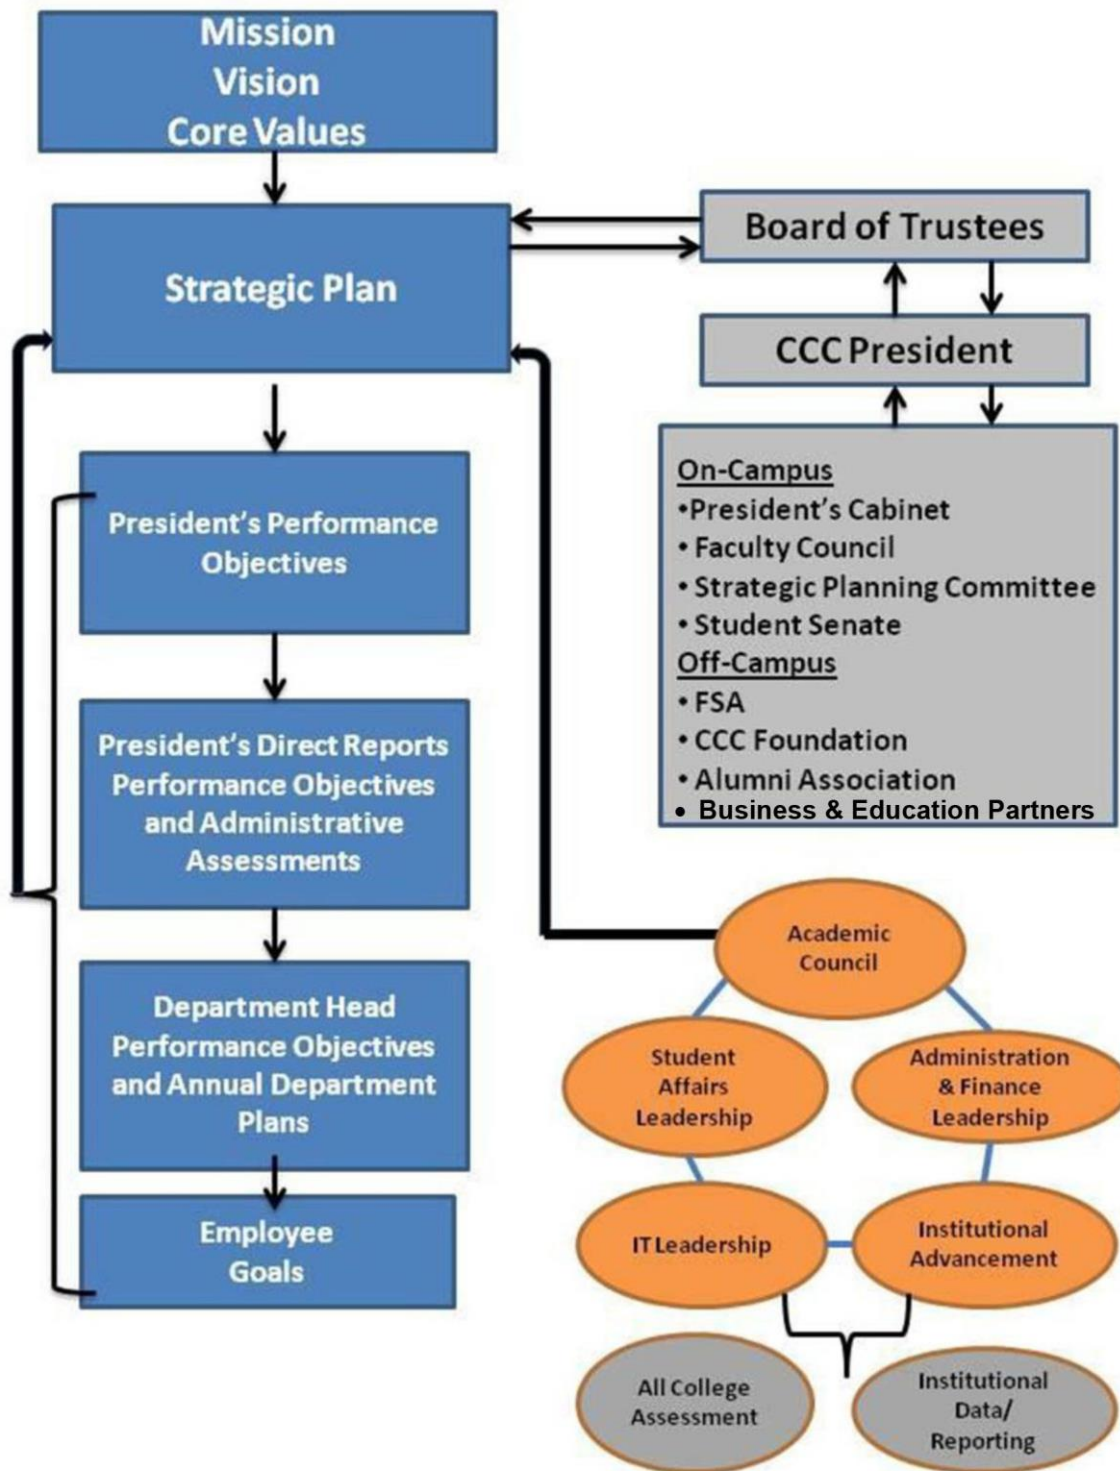 Mission
Vision
Core Values
Strategic Plan
Board of Trustees
CCC President
On-Campus
•President's Cabinet
• Faculty Council
• Strategic Planning Committee
• Student Senate
Off-Campus
• FSA
• CCC Foundation
• Alumni Association
• Business & Education Partners
President's Performance
Objectives
President's Direct Reports
Performance Objectives
and Administrative
Assessments
Department Head
Performance Objectives
and Annual Department
Plans
Employee
Goals
Academic
Council
Student
Affairs
Leadership
Administration
& Finance
Leadership
IT Leadership
Institutional
Advancement
All College
Assessment
Institutional
Data/
Reporting